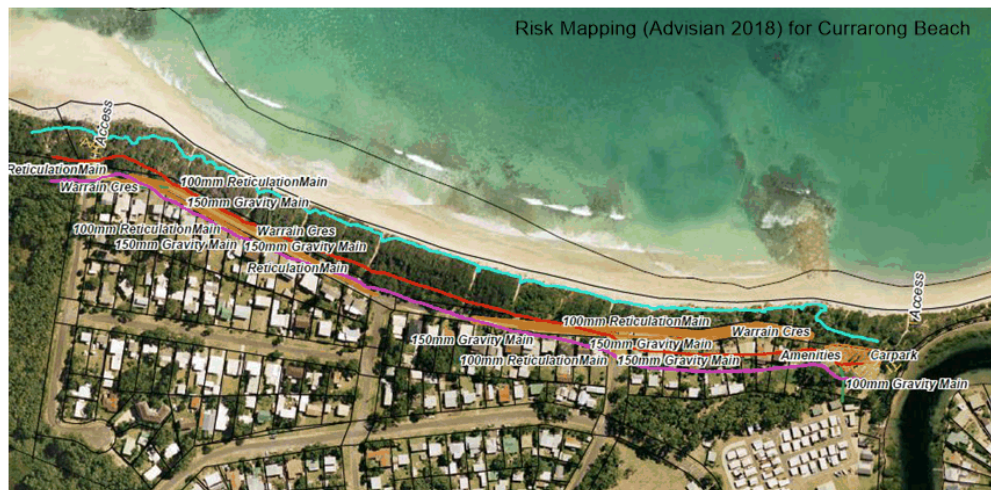 Risk Mapping (Advisian 2018) for Currarong Beach
Access
ReticulationMain
100mm ReticulationMain
Warrain Cres
150mm Gravity Main
100mm ReticulationMain
Warrain Cres
150mm Gravity Main
150mm Gravity Main
ReticulationMain
Access
100mm ReticulationMain
Warrain Cres
150mm Gravity Main
150mm Gravity Main
100mm ReticulationMain
150mm Gravity Main
Amenities
Carpark
100mm Gravity Main